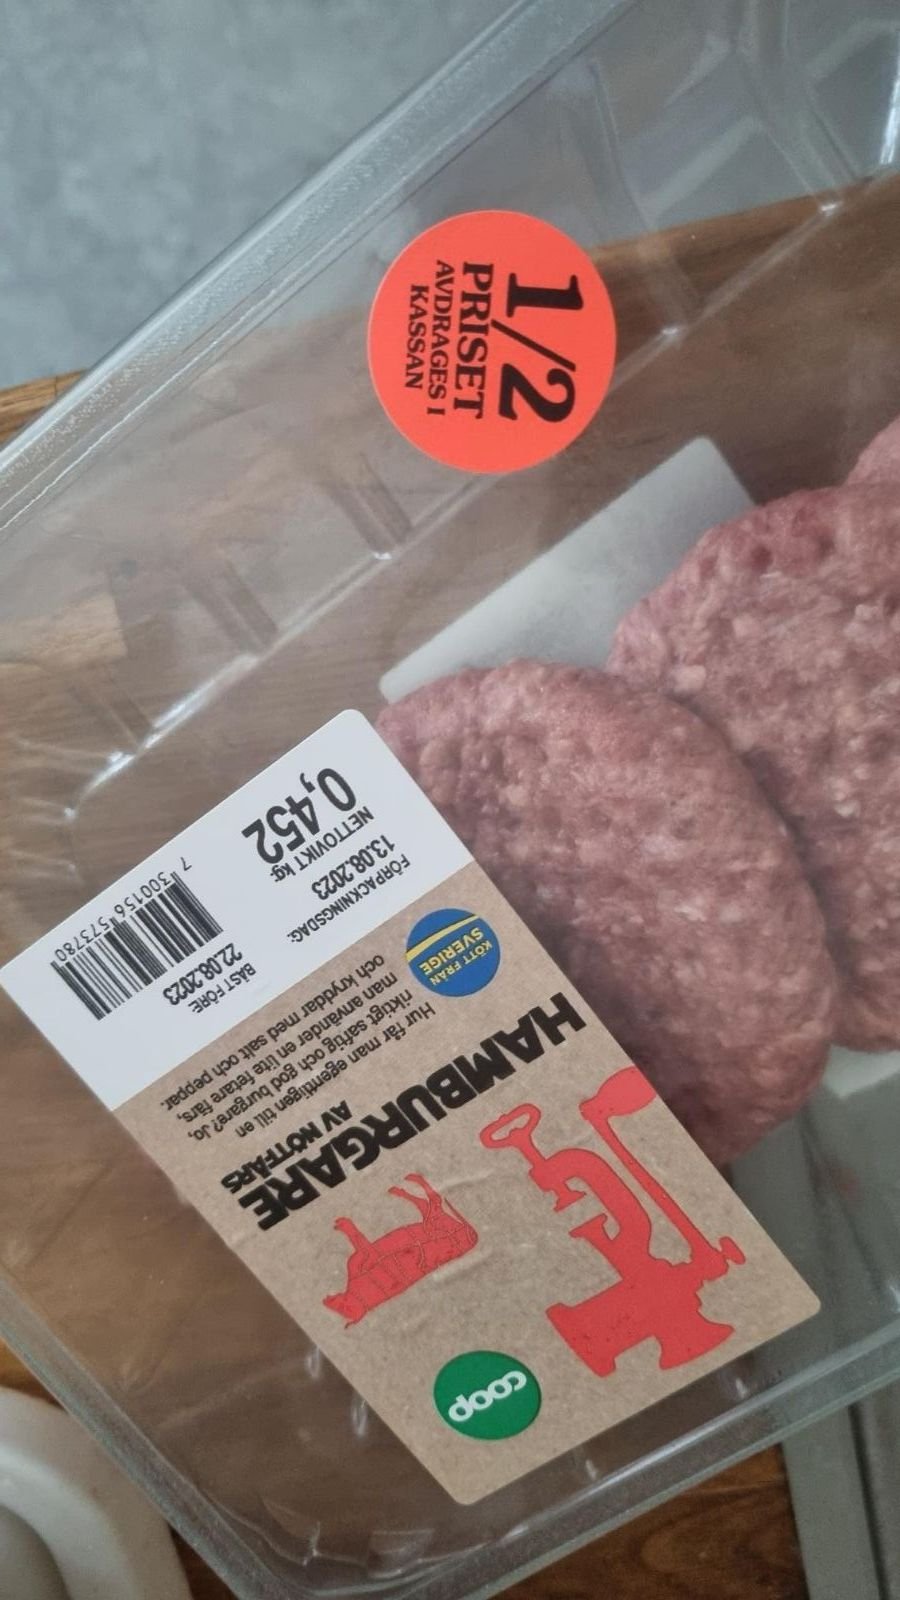 1/2
PRISET
AVDRAGES I
KASSAN
coop
HAMBURGARE
AV NÖTFÄRS
Hur får man egentligen till en
riktigt saftig och god burgare? Jo,
man använder en lite fetare färs,
och kryddar med salt och peppar.
KÖTT FRÅN
SVERIGE
FÖRPACKNINGSDAG:
13.08.2023
BÄST FÖRE
22.08.2023
NETTOVIKT kg:
0,452
7 300156 573780